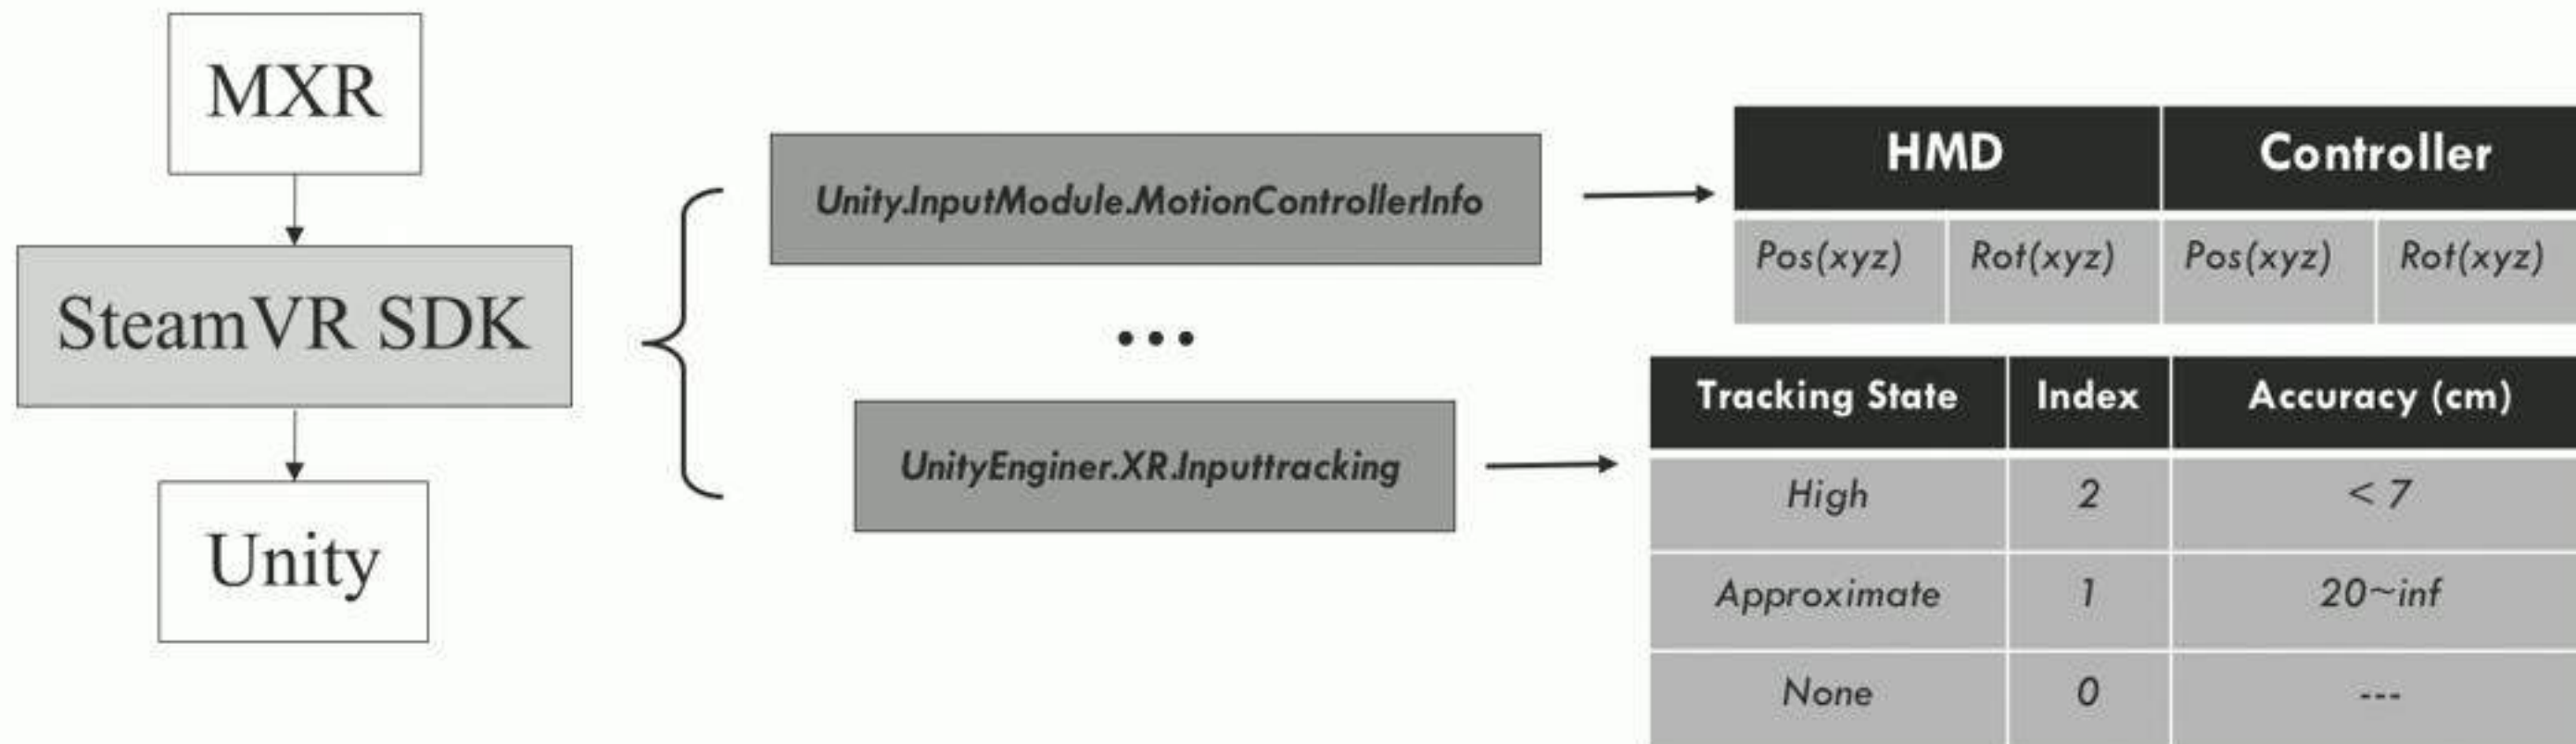 MXR
SteamVR SDK
Unity
Unity.InputModule.MotionControllerInfo
•••
UnityEnginer.XR.Inputtracking
HMD Controller
Pos(xyz) Rot(xyz) Pos(xyz) Rot(xyz)
Tracking State Index Accuracy (cm)
High 2 < 7
Approximate 1 20~inf
None 0 ---